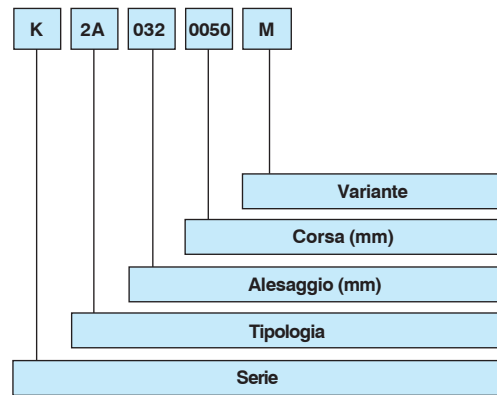 K 2A 032 0050 M
Variante
Corsa (mm)
Alesaggio (mm)
Tipologia
Serie